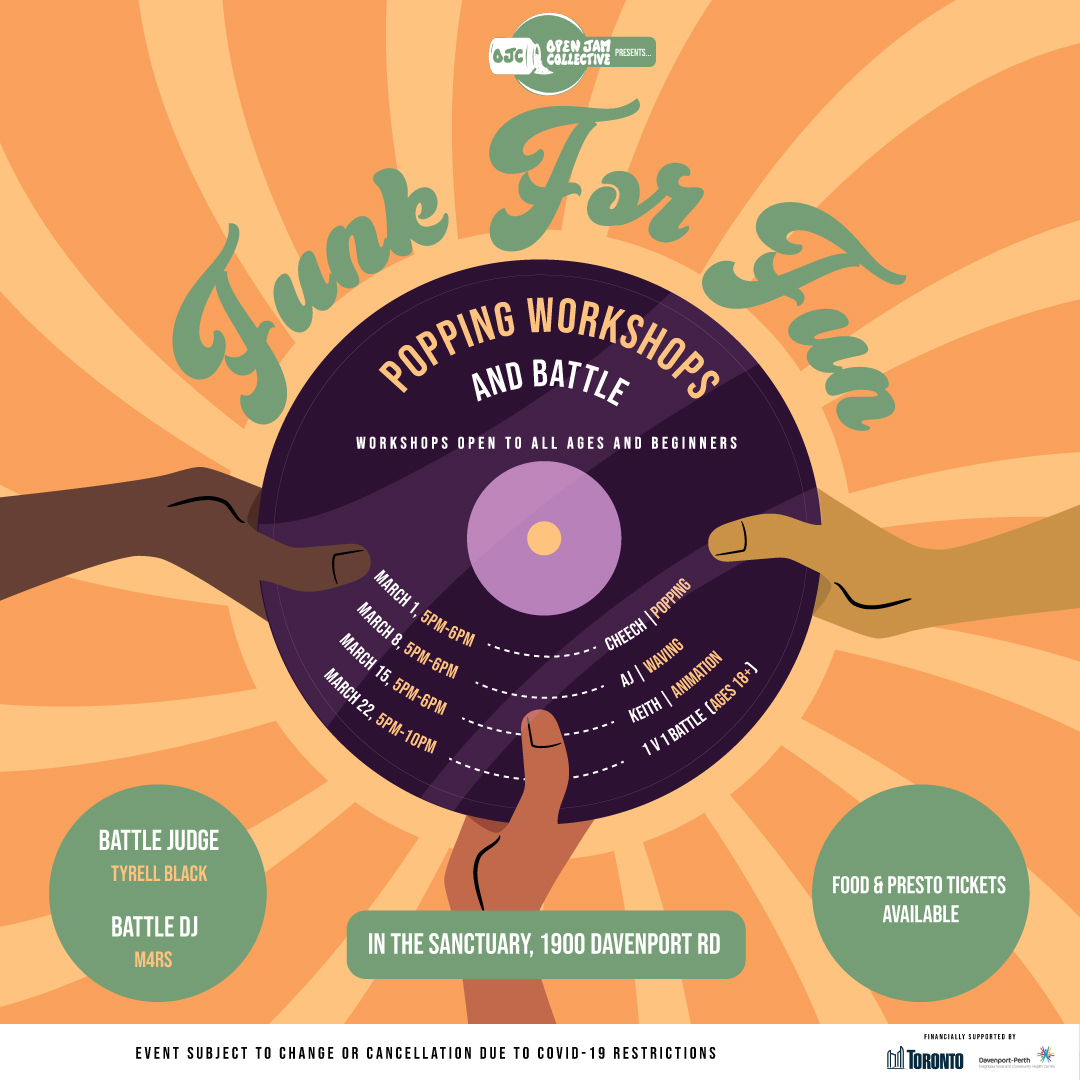 OJC
OPEN JAM
COLLECTIVE
PRESENTS...
Funk For Fun
POPPING WORKSHOPS
AND BATTLE
WORKSHOPS OPEN TO ALL AGES AND BEGINNERS
MARCH 1, 5PM-6PM CHEECH | POPPING
MARCH 8, 5PM-6PM AJ | WAVING
MARCH 15, 5PM-6PM KEITH | ANIMATION
MARCH 22, 5PM-10PM 1 V 1 BATTLE (AGES 18+)
BATTLE JUDGE
TYRELL BLACK
BATTLE DJ
M4RS
IN THE SANCTUARY, 1900 DAVENPORT RD
FOOD & PRESTO TICKETS
AVAILABLE
EVENT SUBJECT TO CHANGE OR CANCELLATION DUE TO COVID-19 RESTRICTIONS
FINANCIALLY SUPPORTED BY
TORONTO
Davenport-Perth